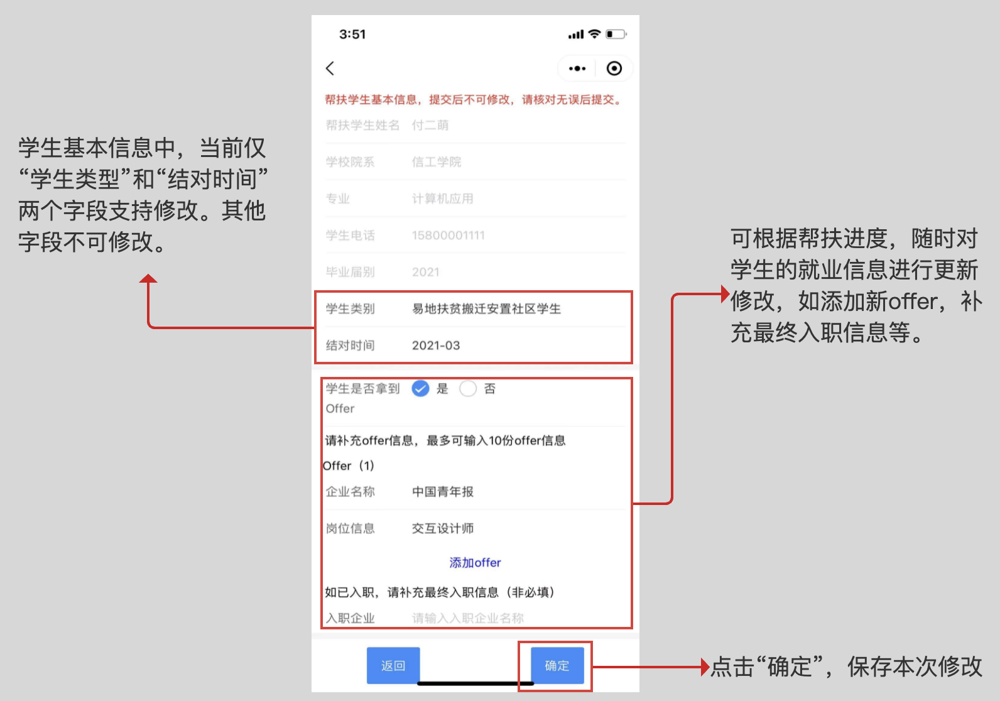 3:51
帮扶学生基本信息，提交后不可修改，请核对无误后提交。
帮扶学生姓名 付二萌
学校院系 信工学院
专业 计算机应用
学生电话 15800001111
毕业届别 2021
学生类别 易地扶贫搬迁安置社区学生
结对时间 2021-03
学生是否拿到 是 否
Offer
请补充offer信息，最多可输入10份offer信息
Offer（1）
企业名称 中国青年报
岗位信息 交互设计师
添加offer
如已入职，请补充最终入职信息（非必填）
入职企业 请输入入职企业名称
返回 确定
学生基本信息中，当前仅
“学生类型”和“结对时间”
两个字段支持修改。其他
字段不可修改。
可根据帮扶进度，随时对
学生的就业信息进行更新
修改，如添加新offer，补
充最终入职信息等。
点击“确定”，保存本次修改